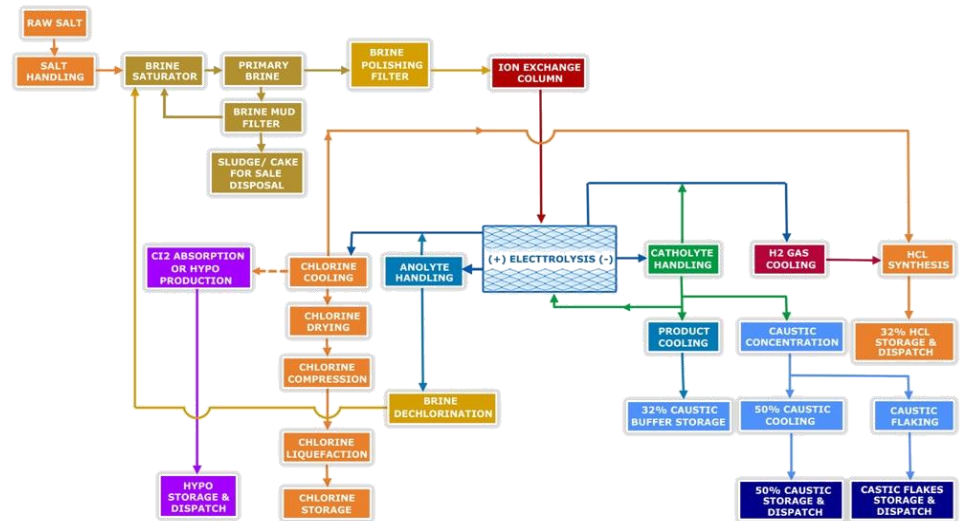 RAW SALT
SALT
HANDLING
BRINE
SATURATOR
PRIMARY
BRINE
BRINE
POLISHING
FILTER
ION EXCHANGE
COLUMN
BRINE MUD
FILTER
SLUDGE/ CAKE
FOR SALE
DISPOSAL
CI2 ABSORPTION
OR HYPO
PRODUCTION
CHLORINE
COOLING
ANOLYTE
HANDLING
(+) ELECTTROLYSIS (-)
CATHOLYTE
HANDLING
H2 GAS
COOLING
HCL
SYNTHESIS
CHLORINE
DRYING
PRODUCT
COOLING
CAUSTIC
CONCENTRATION
32% HCL
STORAGE &
DISPATCH
CHLORINE
COMPRESSION
BRINE
DECHLORINATION
32% CAUSTIC
BUFFER STORAGE
50% CAUSTIC
COOLING
CAUSTIC
FLAKING
CHLORINE
LIQUEFACTION
HYPO
STORAGE &
DISPATCH
CHLORINE
STORAGE
50% CAUSTIC
STORAGE &
DISPATCH
CASTIC FLAKES
STORAGE &
DISPATCH